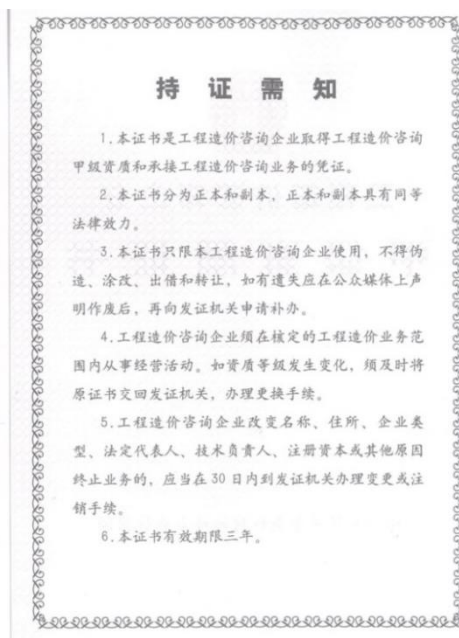 持证需知
1.本证书是工程造价咨询企业取得工程造价咨询
甲级资质和承接工程造价咨询业务的凭证。
2.本证书分为正本和副本，正本和副本具有同等
法律效力。
3.本证书只限本工程造价咨询企业使用，不得伪
造、涂改、出借和转让，如有遗失应在公众媒体上声
明作废后，再向发证机关申请补办。
4.工程造价咨询企业须在核定的工程造价业务范
围内从事经营活动。如资质等级发生变化，须及时将
原证书交回发证机关，办理更换手续。
5.工程造价咨询企业改变名称、住所、企业类
型、法定代表人、技术负责人、注册资本或其他原因
终止业务的，应当在30日内到发证机关办理变更或注
销手续。
6.本证书有效期限三年。